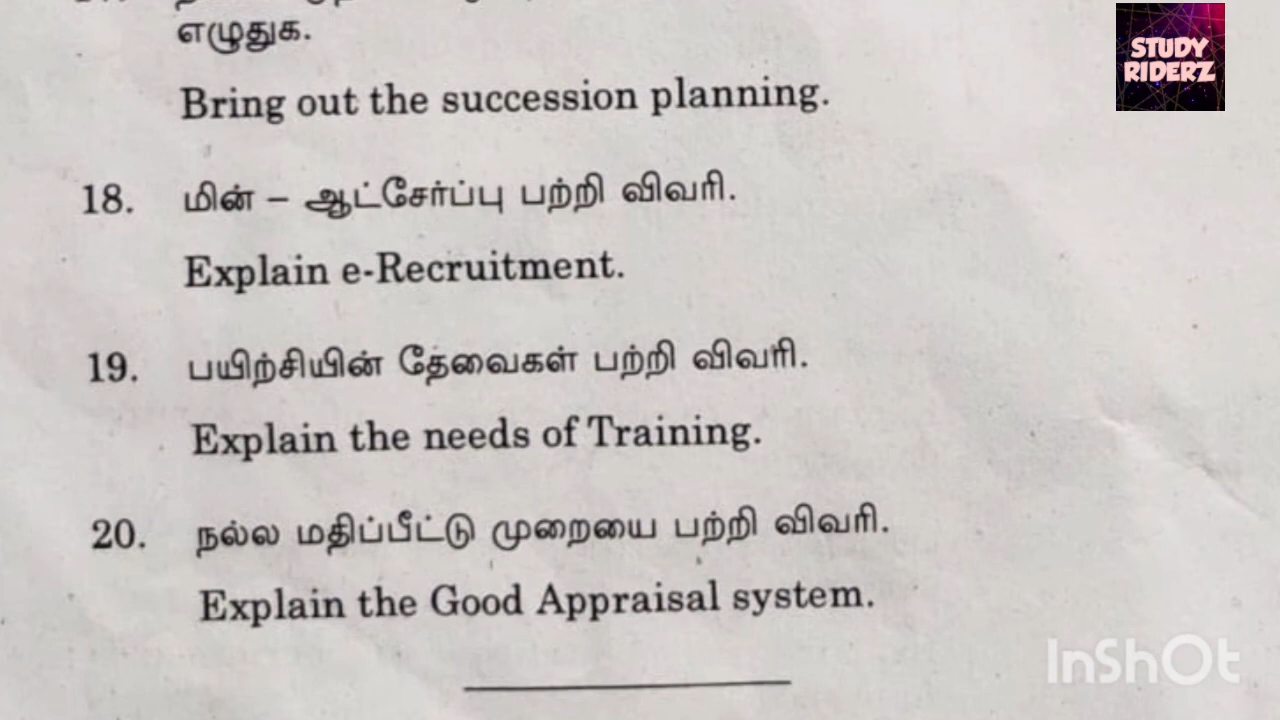 STUDY
RIDERZ
எழுதுக.
Bring out the succession planning.
18. மின் – ஆட்சேர்ப்பு பற்றி விவரி.
Explain e-Recruitment.
19. பயிற்சியின் தேவைகள் பற்றி விவரி.
Explain the needs of Training.
20. நல்ல மதிப்பீட்டு முறையை பற்றி விவரி.
Explain the Good Appraisal system.
InShOt